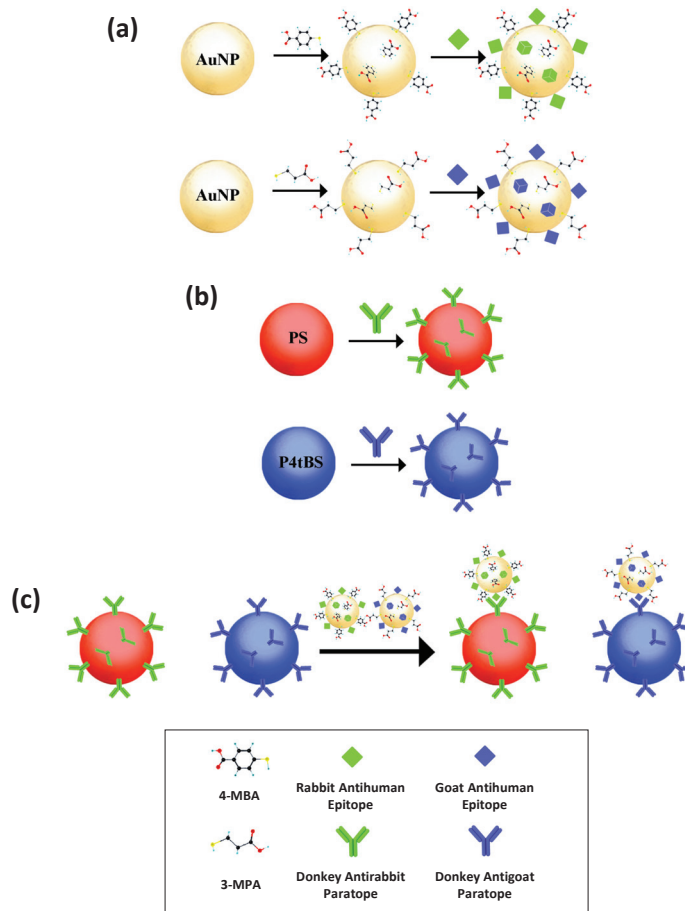 (a)
AuNP
AuNP
(b)
PS
P4tBS
(c)
4-MBA
Rabbit Antihuman
Epitope
Goat Antihuman
Epitope
3-MPA
Donkey Antirabbit
Paratope
Donkey Antigoat
Paratope